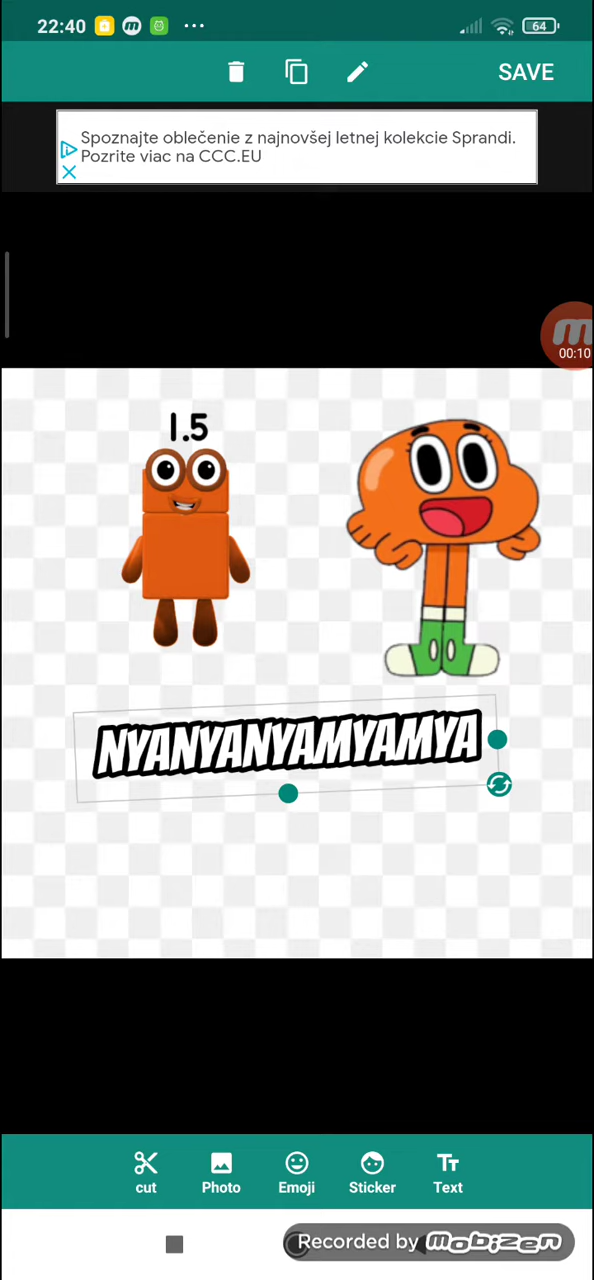 22:40
64
SAVE
Spoznajte oblečenie z najnovšej letnej kolekcie Sprandi.
Pozrite viac na CCC.EU
00:10
1.5
NYANYANYAMYAMYA
cut
Photo
Emoji
Sticker
Text
Recorded by mobizen